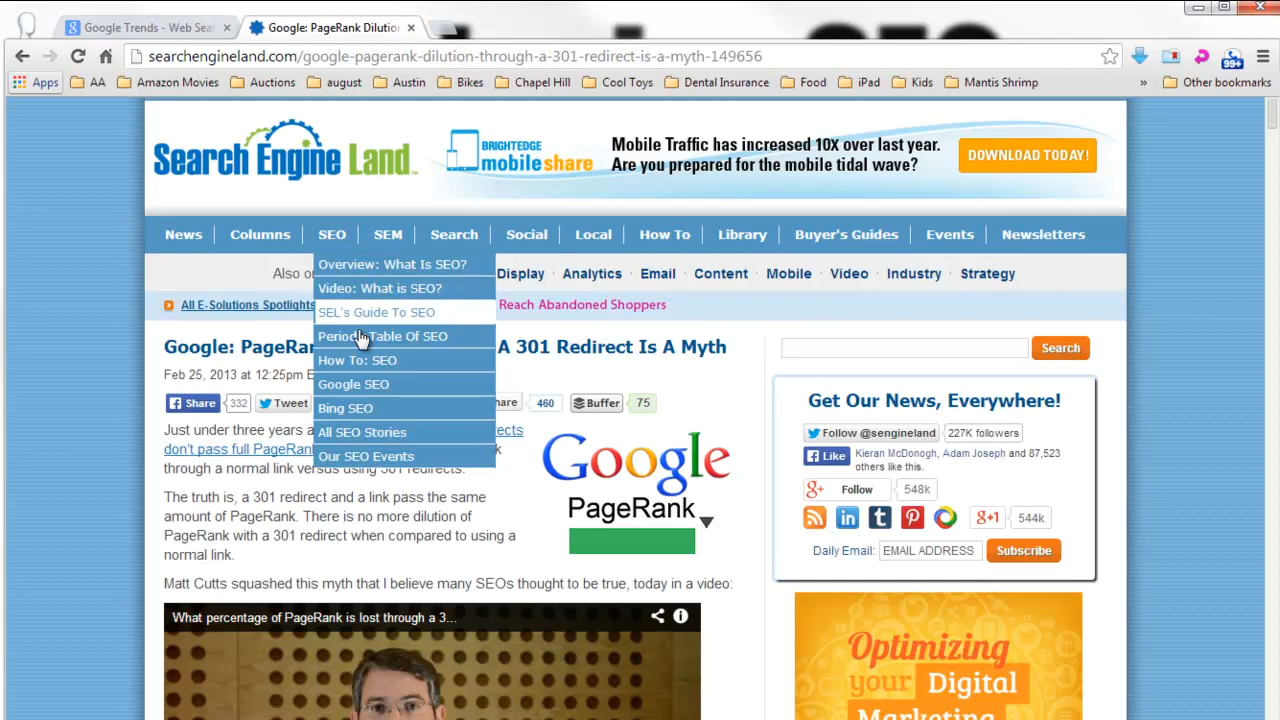 Google Trends - Web Sea
Google: PageRank Dilutio
searchengineland.com/google-pagerank-dilution-through-a-301-redirect-is-a-myth-149656
99+
Apps AA Amazon Movies Auctions august Austin Bikes Chapel Hill Cool Toys Dental Insurance Food iPad Kids Mantis Shrimp » Other bookmarks
Search Engine Land
BRIGHTEDGE
mobileshare
Mobile Traffic has increased 10X over last year.
Are you prepared for the mobile tidal wave?
DOWNLOAD TODAY!
News Columns SEO SEM Search Social Local How To Library Buyer's Guides Events Newsletters
Overview: What Is SEO?
Video: What is SEO?
SEL's Guide To SEO
Table Of SEO
How To: SEO
Google SEO
Bing SEO
All SEO Stories
Our SEO Events
Also Display Analytics Email Content Mobile Video Industry Strategy
All E-Solutions Spotlights Reach Abandoned Shoppers
Google: PageRa A 301 Redirect Is A Myth
Feb 25, 2013 at 12:25pm E
Share 332 Tweet hare 460 Buffer 75
Just under three years a ects
don't pass full PageRan k
through a normal link versus using 301 redirects.
The truth is, a 301 redirect and a link pass the same
amount of PageRank. There is no more dilution of
PageRank with a 301 redirect when compared to using a
normal link.
Google
PageRank
Matt Cutts squashed this myth that I believe many SEOs thought to be true, today in a video:
What percentage of PageRank is lost through a 3...
Search
Get Our News, Everywhere!
Follow @sengineland 227K followers
Like Kieran McDonogh, Adam Joseph and 87,523
others like this.
Follow 548k
g+1 544k
Daily Email: EMAIL ADDRESS Subscribe
Optimizing
your Digital
Marketing